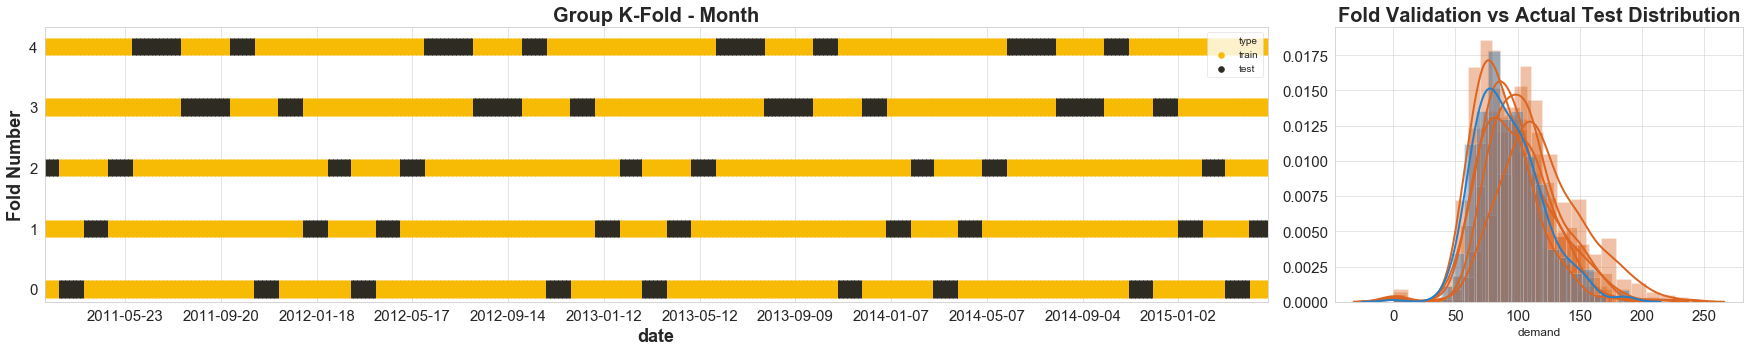 Group K-Fold - Month
Fold Number
4
3
2
1
0
type
train
test
2011-05-23 2011-09-20 2012-01-18 2012-05-17 2012-09-14 2013-01-12 2013-05-12 2013-09-09 2014-01-07 2014-05-07 2014-09-04 2015-01-02
date
Fold Validation vs Actual Test Distribution
0.0175
0.0150
0.0125
0.0100
0.0075
0.0050
0.0025
0.0000
0 50 100 150 200 250
demand